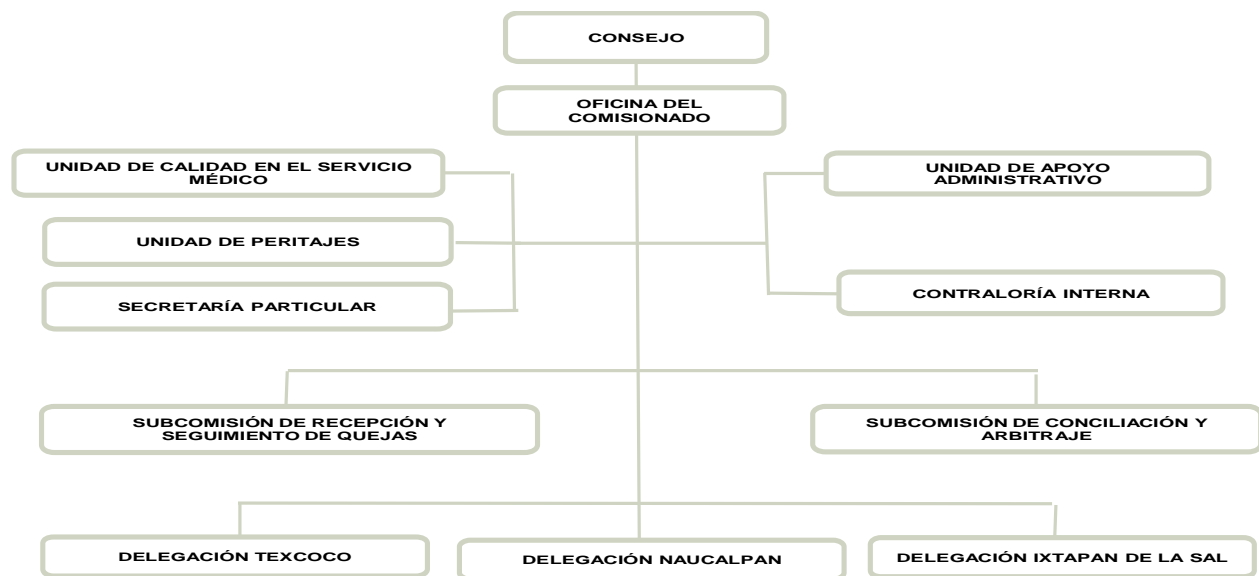 CONSEJO
OFICINA DEL
COMISIONADO
UNIDAD DE CALIDAD EN EL SERVICIO
MÉDICO
UNIDAD DE APOYO
ADMINISTRATIVO
UNIDAD DE PERITAJES
SECRETARÍA PARTICULAR
CONTRALORÍA INTERNA
SUBCOMISIÓN DE RECEPCIÓN Y
SEGUIMIENTO DE QUEJAS
SUBCOMISIÓN DE CONCILIACIÓN Y
ARBITRAJE
DELEGACIÓN TEXCOCO
DELEGACIÓN NAUCALPAN
DELEGACIÓN IXTAPAN DE LA SAL